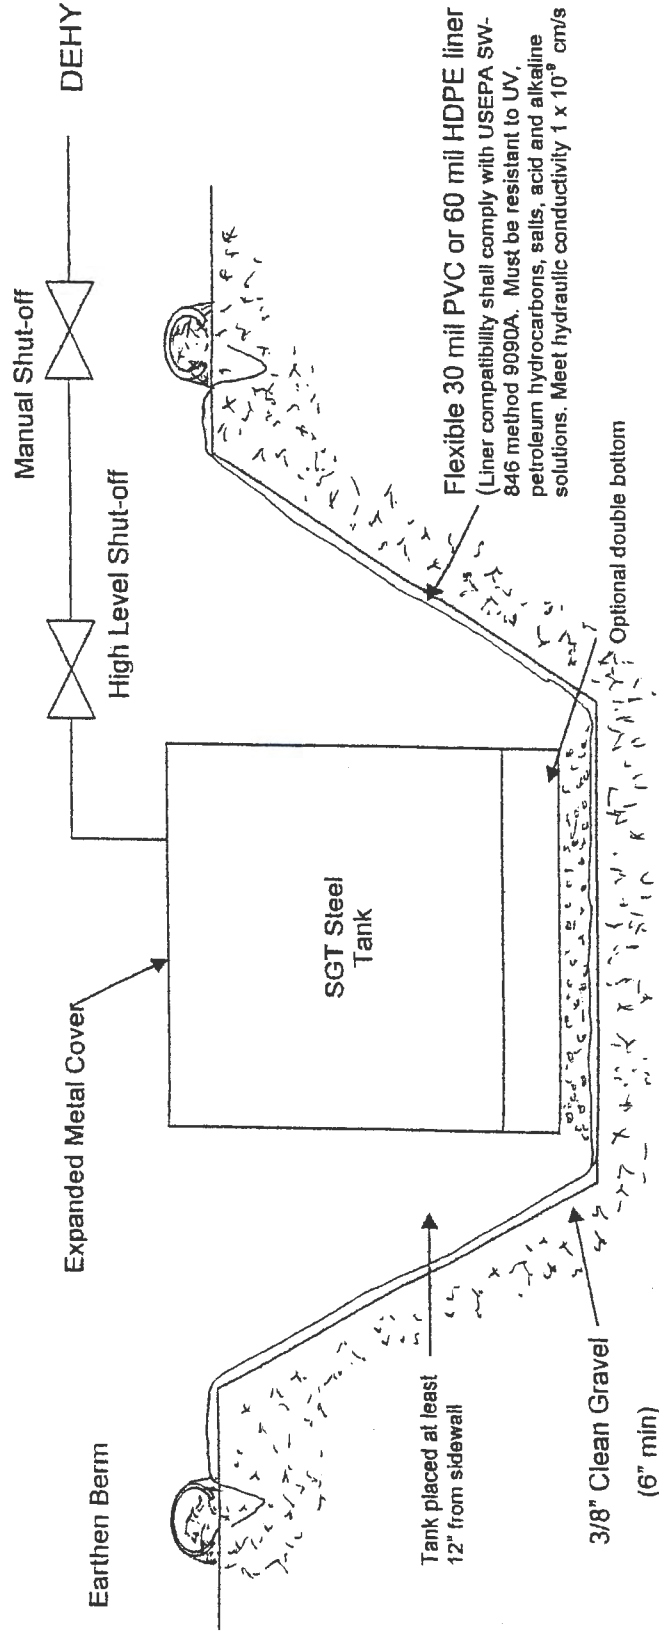 DEHY
Manual Shut-off
High Level Shut-off
Expanded Metal Cover
Earthen Berm
SGT Steel
Tank
Flexible 30 mil PVC or 60 mil HDPE liner
(Liner compatibility shall comply with USEPA SW-
846 method 9090A. Must be resistant to UV,
petroleum hydrocarbons, salts, acid and alkaline
solutions. Meet hydraulic conductivity 1 x 10⁻⁹ cm/s
Optional double bottom
Tank placed at least
12" from sidewall
3/8" Clean Gravel
(6" min)